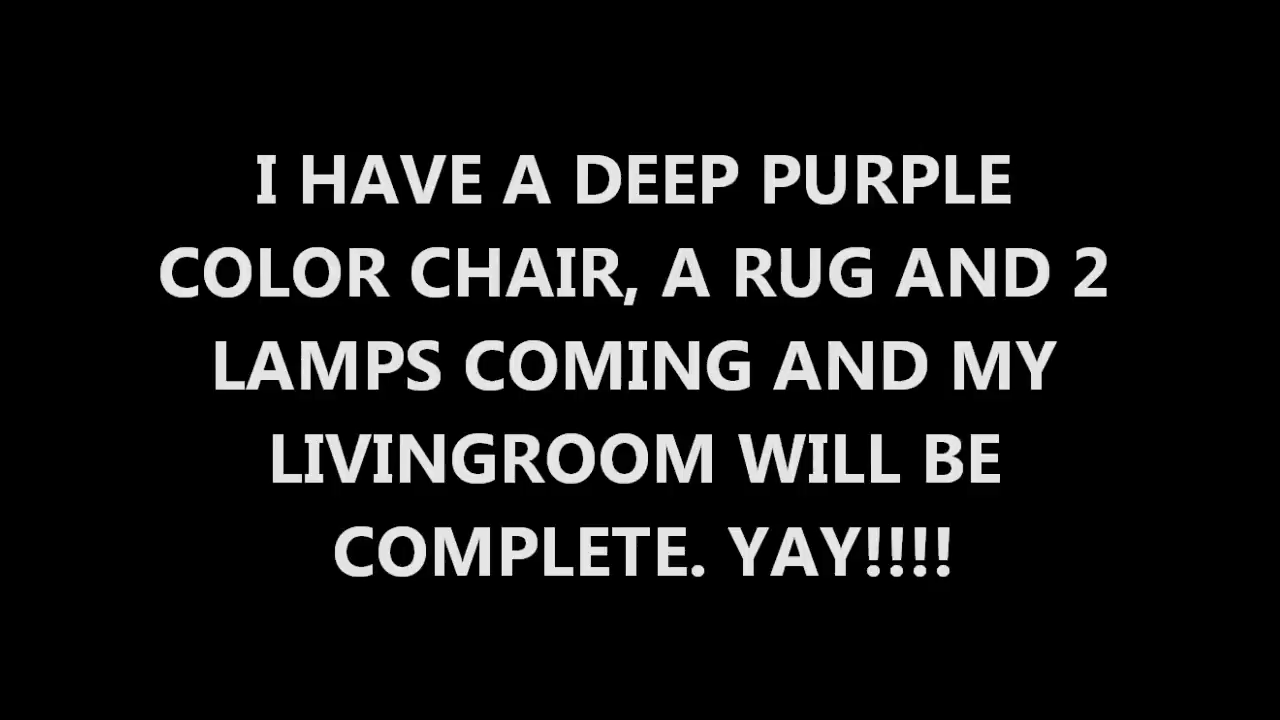 I HAVE A DEEP PURPLE
COLOR CHAIR, A RUG AND 2
LAMPS COMING AND MY
LIVINGROOM WILL BE
COMPLETE. YAY!!!!